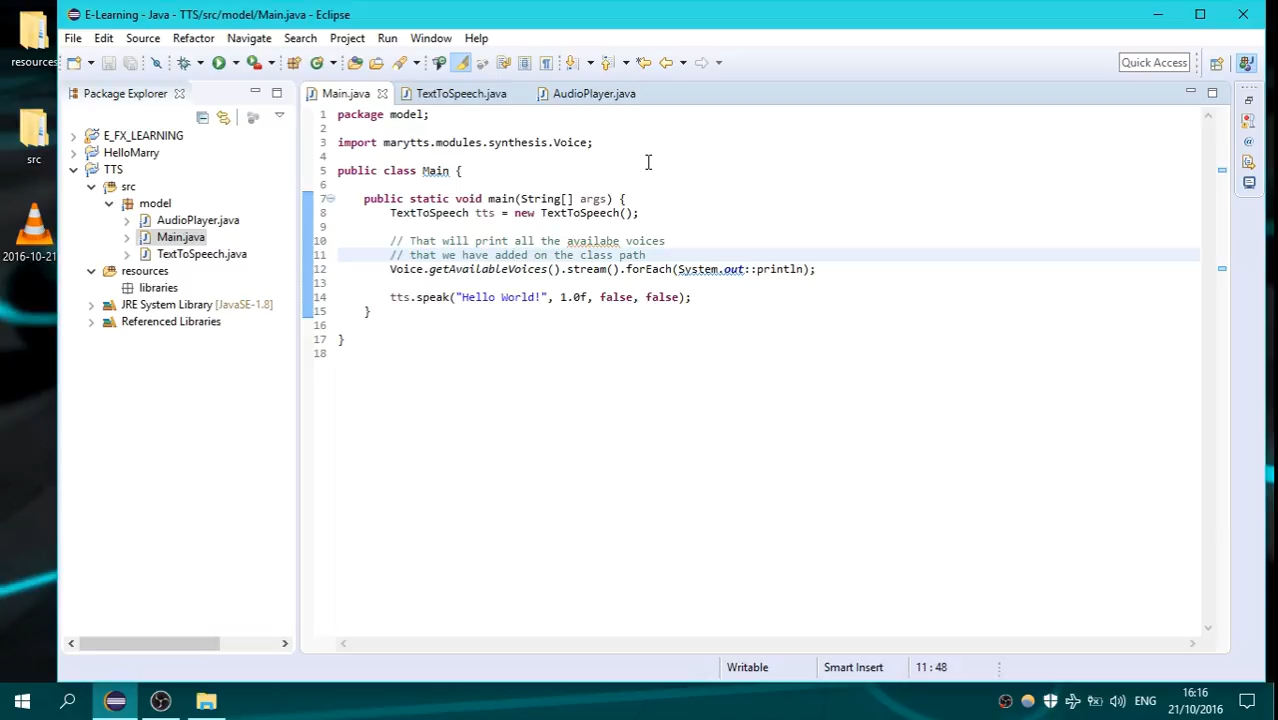 resources
src
2016-10-21
E-Learning - Java - TTS/src/model/Main.java - Eclipse
File Edit Source Refactor Navigate Search Project Run Window Help
Quick Access
Package Explorer
E_FX_LEARNING
HelloMarry
TTS
src
model
AudioPlayer.java
Main.java
TextToSpeech.java
resources
libraries
JRE System Library [JavaSE-1.8]
Referenced Libraries
Main.java TextToSpeech.java AudioPlayer.java
1 package model;
2
3 import marytts.modules.synthesis.Voice;
4
5 public class Main {
6
7 public static void main(String[] args) {
8 TextToSpeech tts = new TextToSpeech();
9
10 // That will print all the availabe voices
11 // that we have added on the class path
12 Voice.getAvailableVoices().stream().forEach(System.out::println);
13
14 tts.speak("Hello World!", 1.0f, false, false);
15 }
16
17 }
18
Writable Smart Insert 11 : 48
ENG
16:16
21/10/2016